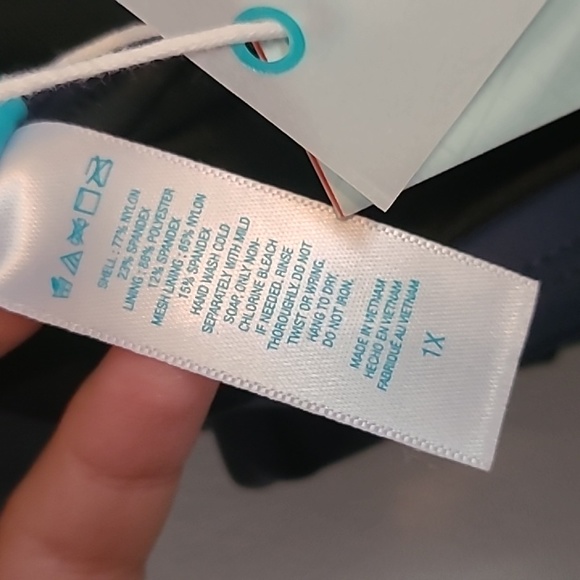 SHELL : 77% NYLON
23% SPANDEX
LINING : 88% POLYESTER
12% SPANDEX
MESH LINING : 85% NYLON
15% SPANDEX
HAND WASH COLD
SEPARATELY WITH MILD
SOAP, ONLY NON-
CHLORINE BLEACH
IF NEEDED. RINSE
THOROUGHLY. DO NOT
TWIST OR WRING.
HANG TO DRY.
DO NOT IRON.
MADE IN VIETNAM
HECHO EN VIETNAM
FABRIQUÉ AU VIETNAM
1X